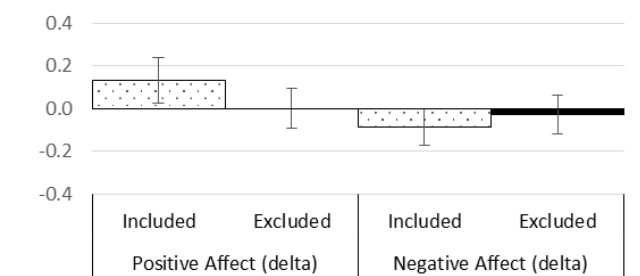 0.4
0.2
0.0
-0.2
-0.4
Included Excluded Included Excluded
Positive Affect (delta) Negative Affect (delta)